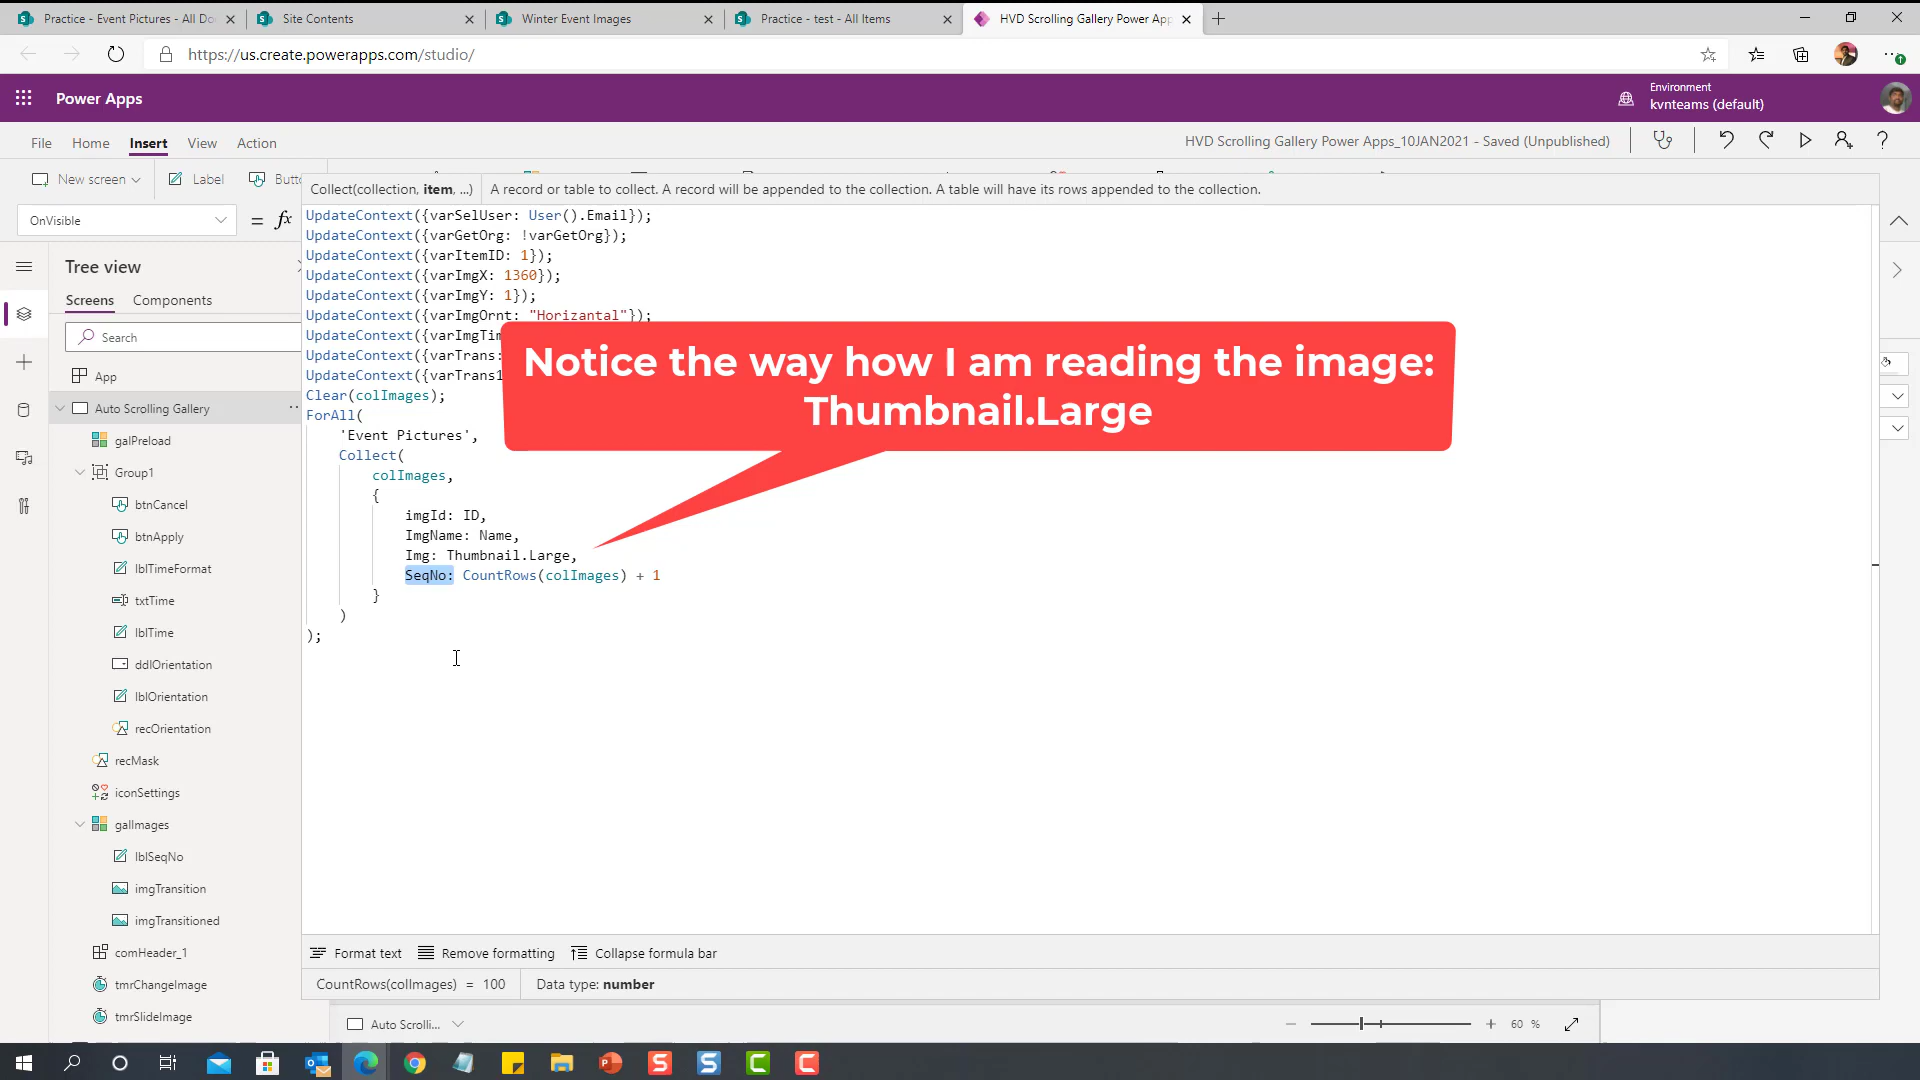 Practice - Event Pictures - All Do
Site Contents
Winter Event Images
Practice - test - All Items
HVD Scrolling Gallery Power App
https://us.create.powerapps.com/studio/
Power Apps
Environment
kvnteams (default)
File
Home
Insert
View
Action
HVD Scrolling Gallery Power Apps_10JAN2021 - Saved (Unpublished)
New screen
Label
Butto
Collect(collection, item, ...)
A record or table to collect. A record will be appended to the collection. A table will have its rows appended to the collection.
OnVisible
= fx
UpdateContext({varSelUser: User().Email});
UpdateContext({varGetOrg: !varGetOrg});
UpdateContext({varItemID: 1});
UpdateContext({varImgX: 1360});
UpdateContext({varImgY: 1});
UpdateContext({varImgOrnt: "Horizantal"});
UpdateContext({varImgTim
UpdateContext({varTrans:
UpdateContext({varTrans1
Clear(colImages);
ForAll(
'Event Pictures',
Collect(
colImages,
{
imgId: ID,
ImgName: Name,
Img: Thumbnail.Large,
SeqNo: CountRows(colImages) + 1
}
)
);
Notice the way how I am reading the image:
Thumbnail.Large
Tree view
Screens
Components
Search
App
Auto Scrolling Gallery
galPreload
Group1
btnCancel
btnApply
lblTimeFormat
txtTime
lblTime
ddlOrientation
lblOrientation
recOrientation
recMask
iconSettings
galImages
lblSeqNo
imgTransition
imgTransitioned
comHeader_1
tmrChangeImage
tmrSlideImage
Format text
Remove formatting
Collapse formula bar
CountRows(colImages) = 100
Data type: number
Auto Scrolli...
60 %